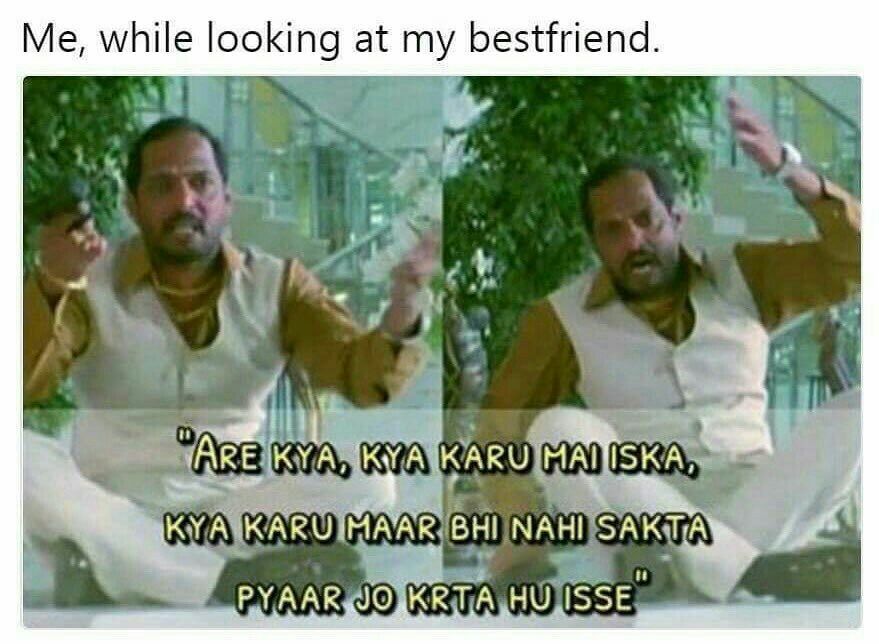 Me, while looking at my bestfriend.
"ARE KYA, KYA KARU MAI ISKA,
KYA KARU MAAR BHI NAHI SAKTA
PYAAR JO KRTA HU ISSE"